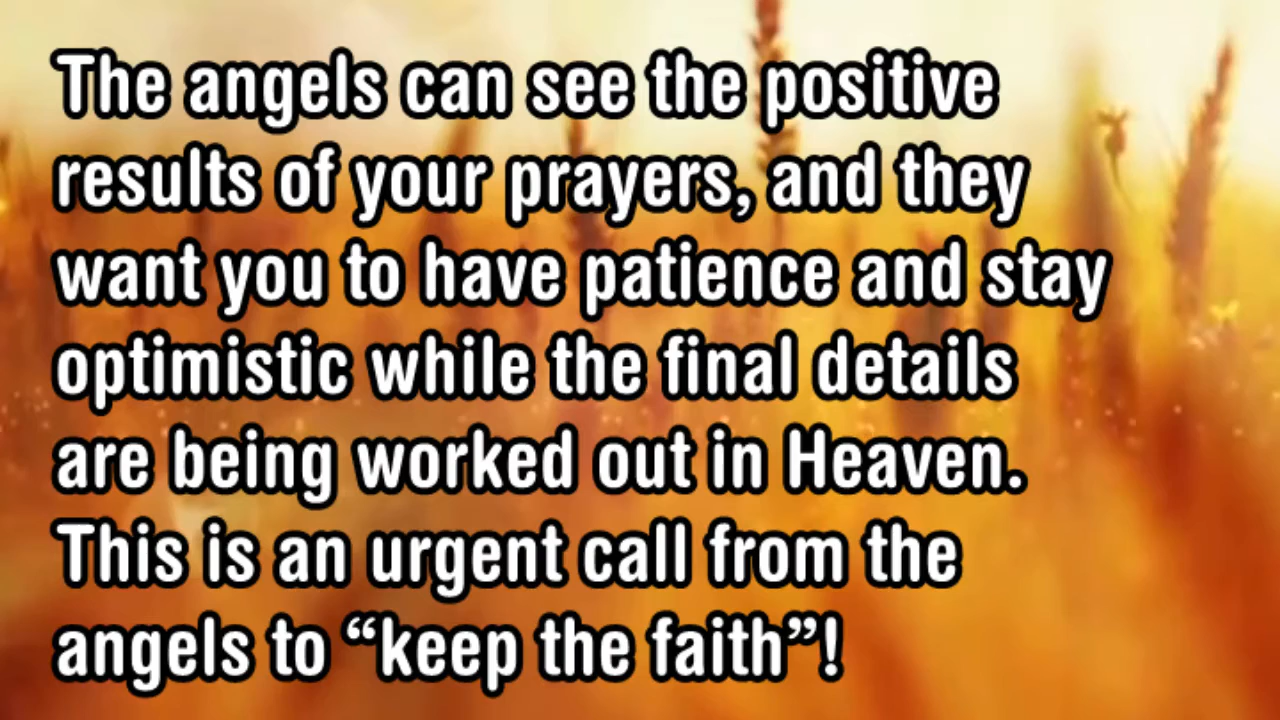 The angels can see the positive
results of your prayers, and they
want you to have patience and stay
optimistic while the final details
are being worked out in Heaven.
This is an urgent call from the
angels to “keep the faith”!